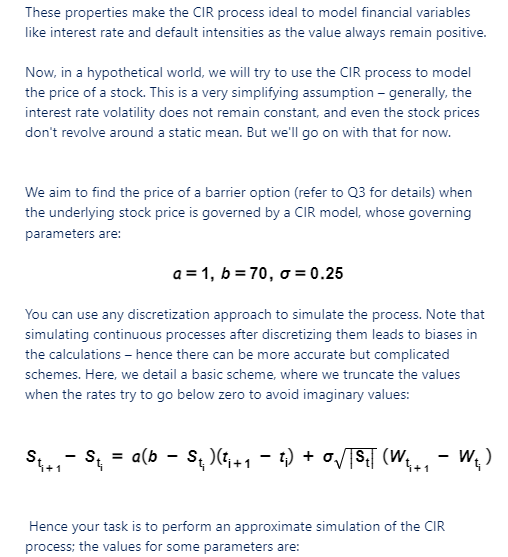 These properties make the CIR process ideal to model financial variables
like interest rate and default intensities as the value always remain positive.
Now, in a hypothetical world, we will try to use the CIR process to model
the price of a stock. This is a very simplifying assumption – generally, the
interest rate volatility does not remain constant, and even the stock prices
don't revolve around a static mean. But we'll go on with that for now.
We aim to find the price of a barrier option (refer to Q3 for details) when
the underlying stock price is governed by a CIR model, whose governing
parameters are:
a = 1, b = 70, σ = 0.25
You can use any discretization approach to simulate the process. Note that
simulating continuous processes after discretizing them leads to biases in
the calculations – hence there can be more accurate but complicated
schemes. Here, we detail a basic scheme, where we truncate the values
when the rates try to go below zero to avoid imaginary values:
S_{t_{i+1}} − S_{t_i} = a(b − S_{t_i})(t_{i+1} − t_i) + σ√|S_{t_i}| (W_{t_{i+1}} − W_{t_i})
Hence your task is to perform an approximate simulation of the CIR
process; the values for some parameters are: